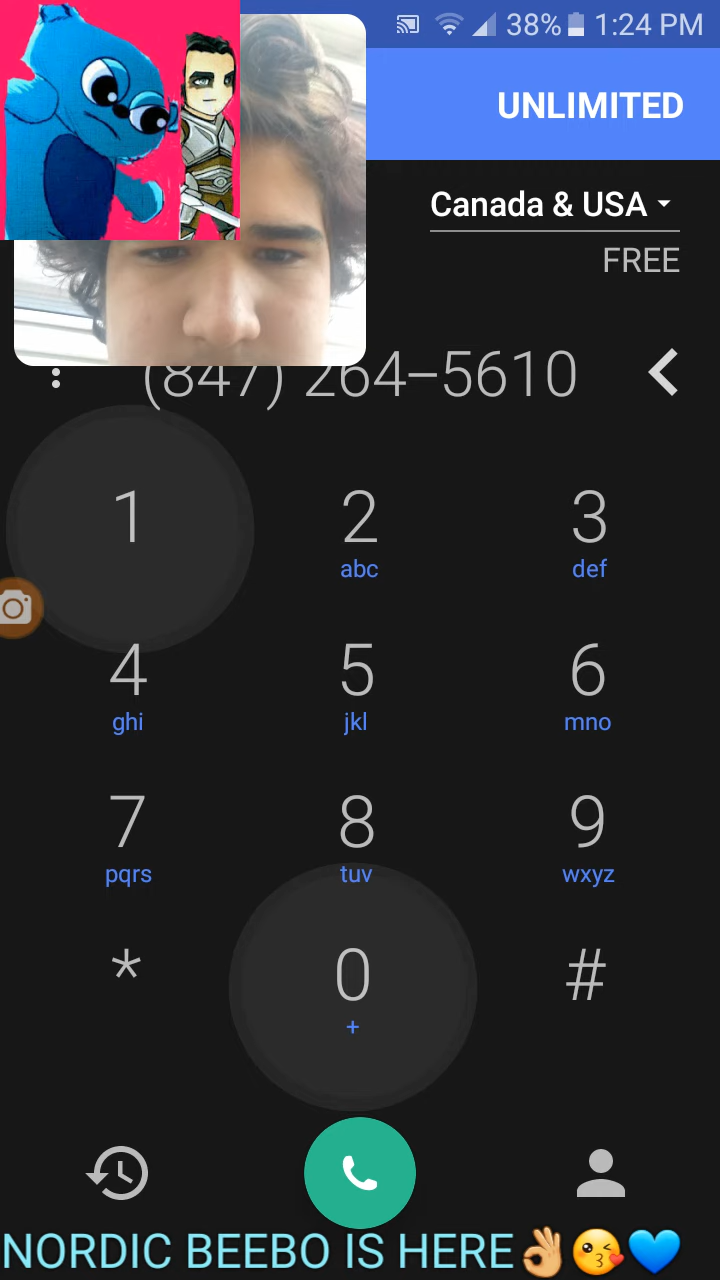 38% 1:24 PM
UNLIMITED
Canada & USA
FREE
(847) 264-5610
1 2 3
abc def
4 5 6
ghi jkl mno
7 8 9
pqrs tuv wxyz
* 0 #
+
NORDIC BEEBO IS HERE👌😘💙